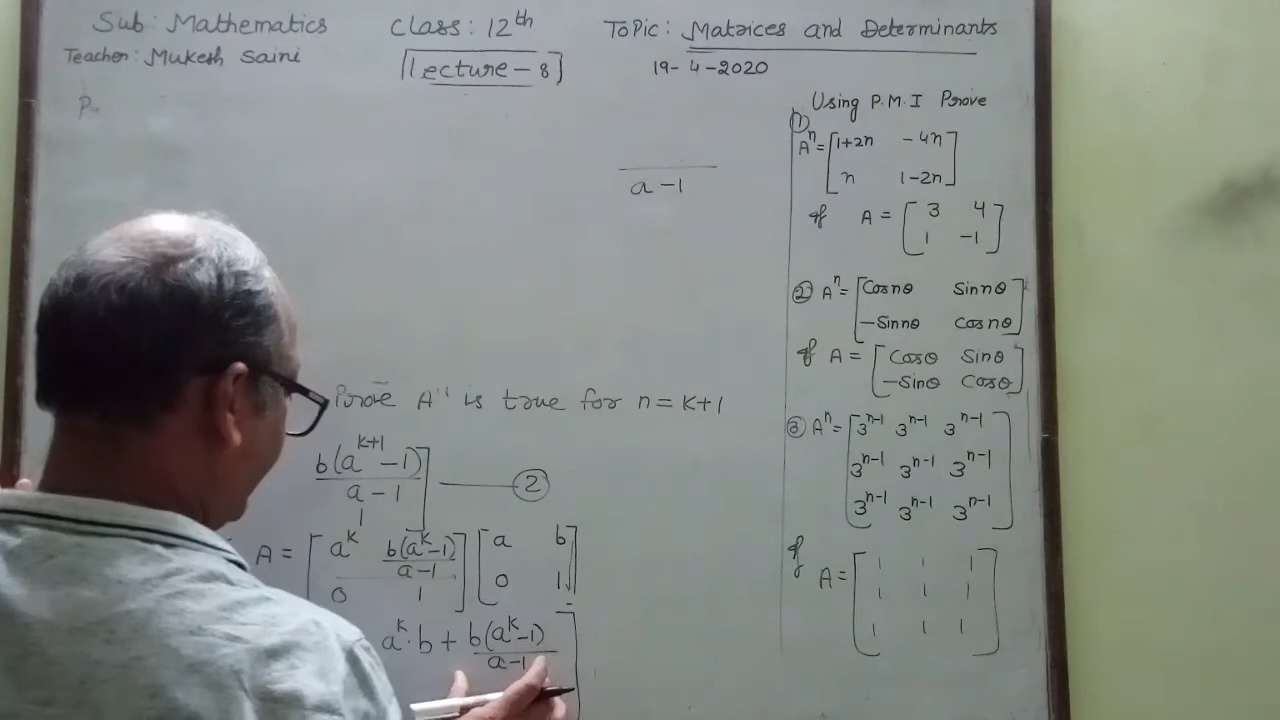 Sub: Mathematics Class: 12th Topic: Matrices and Determinants
Teacher: Mukesh Saini Lecture-8 19-4-2020
P
a-1
Prove Aⁿ is true for n=K+1
b(a^{k+1}-1)
a-1
1
②
A = [a^k b(a^k-1)/a-1] [a b]
[0 1] [0 1]
a^k·b + b(a^k-1)
a-1
Using P.M.I Prove
① A^n = [1+2n -4n]
[n 1-2n]
if A = [3 4]
[1 -1]
② A^n = [Cosnθ Sinnθ]
[-Sinnθ Cosnθ]
if A = [Cosθ Sinθ]
[-Sinθ Cosθ]
③ A^n = [3^{n-1} 3^{n-1} 3^{n-1}]
[3^{n-1} 3^{n-1} 3^{n-1}]
[3^{n-1} 3^{n-1} 3^{n-1}]
if A = [1 1 1]
[1 1 1]
[1 1 1]